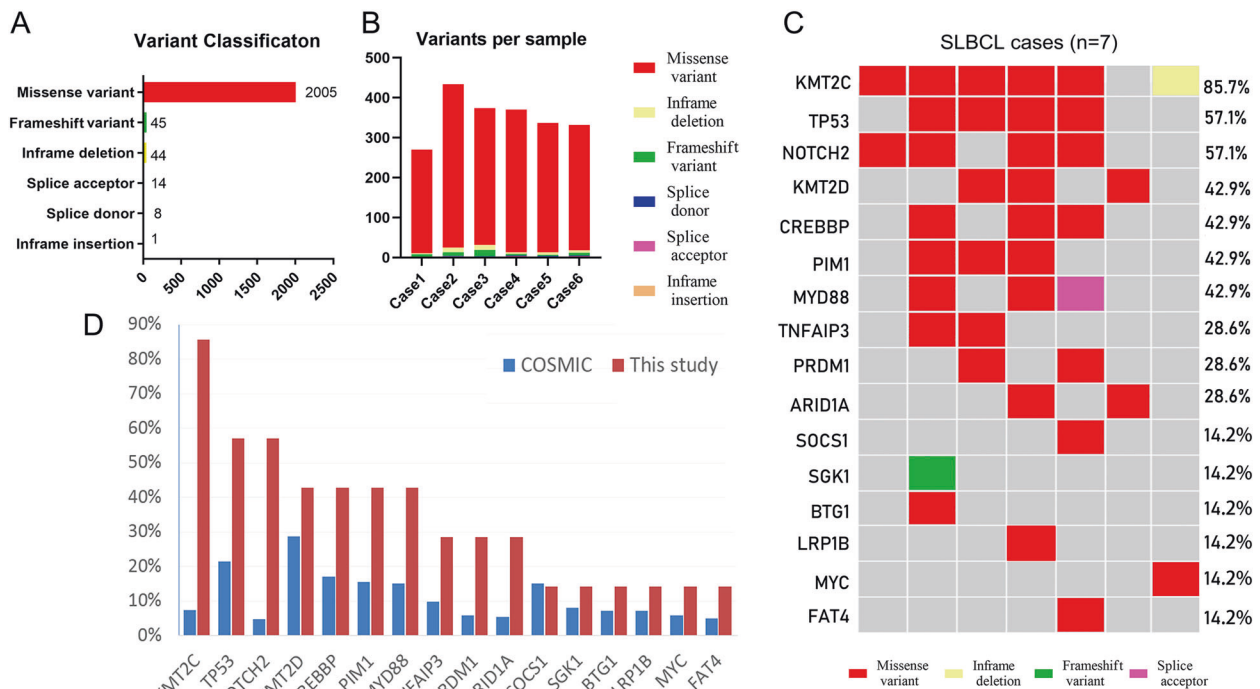 A
Variant Classificaton
Missense variant 2005
Frameshift variant 45
Inframe deletion 44
Splice acceptor 14
Splice donor 8
Inframe insertion 1
0 500 1000 1500 2000 2500
B
Variants per sample
500
400
300
200
100
0
Case1 Case2 Case3 Case4 Case5 Case6
Missense
variant
Inframe
deletion
Frameshift
variant
Splice
donor
Splice
acceptor
Inframe
insertion
C
SLBCL cases (n=7)
KMT2C 85.7%
TP53 57.1%
NOTCH2 57.1%
KMT2D 42.9%
CREBBP 42.9%
PIM1 42.9%
MYD88 42.9%
TNFAIP3 28.6%
PRDM1 28.6%
ARID1A 28.6%
SOCS1 14.2%
SGK1 14.2%
BTG1 14.2%
LRP1B 14.2%
MYC 14.2%
FAT4 14.2%
Missense
variant
Inframe
deletion
Frameshift
variant
Splice
acceptor
D
COSMIC This study
90%
80%
70%
60%
50%
40%
30%
20%
10%
0%
TP53 PIM1 MYD88 SOCS1 SGK1 BTG1 LRP1B MYC FAT4